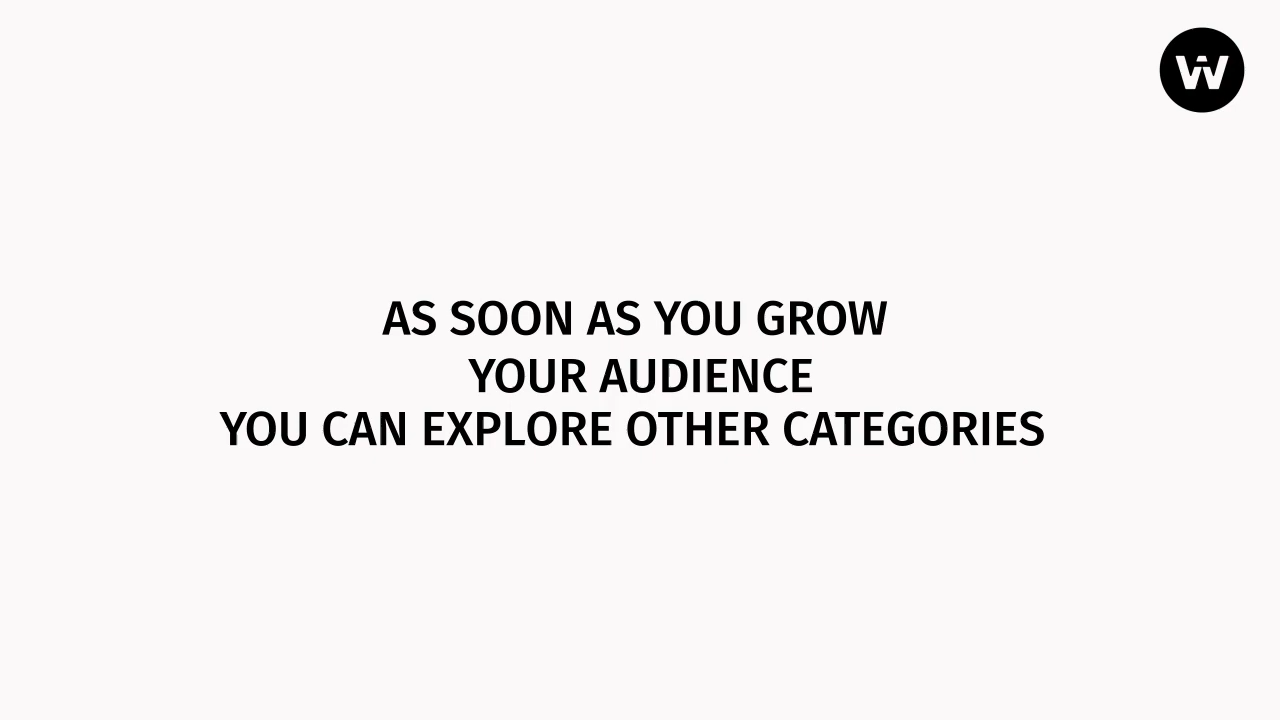 W
AS SOON AS YOU GROW
YOUR AUDIENCE
YOU CAN EXPLORE OTHER CATEGORIES